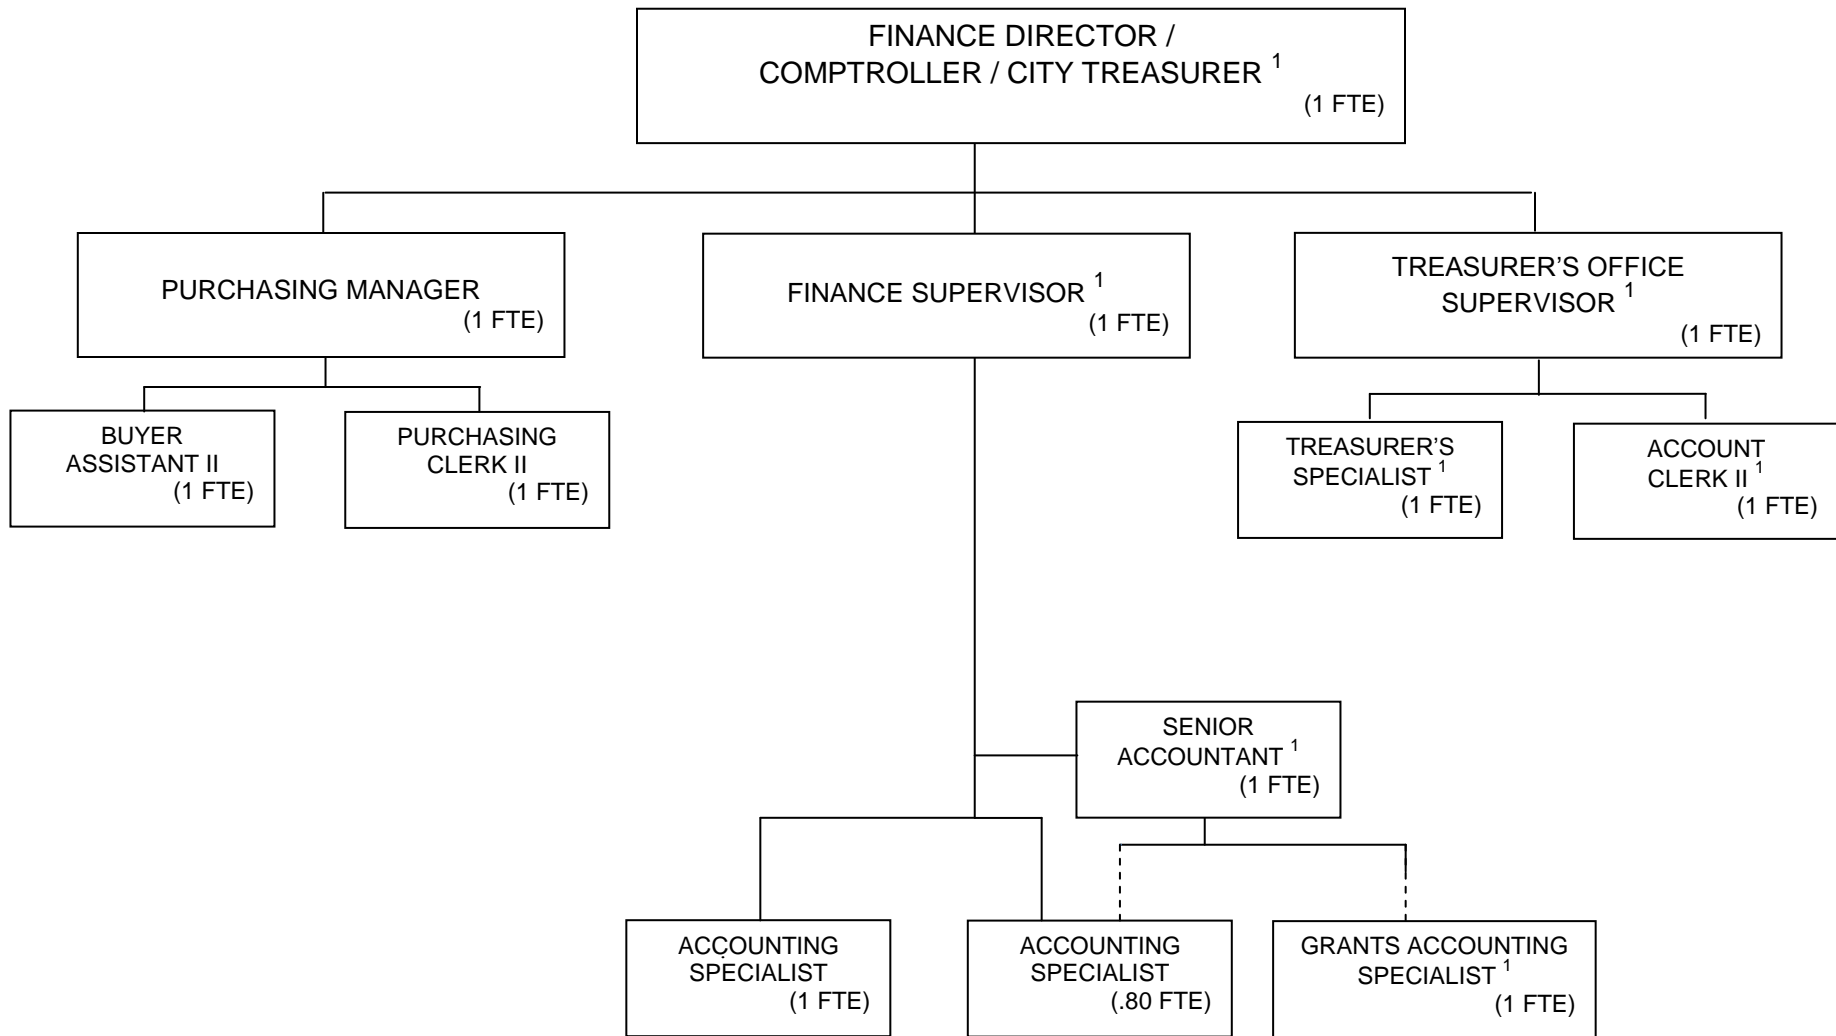 FINANCE DIRECTOR /
COMPTROLLER / CITY TREASURER ¹
(1 FTE)
PURCHASING MANAGER
(1 FTE)
FINANCE SUPERVISOR ¹
(1 FTE)
TREASURER’S OFFICE
SUPERVISOR ¹
(1 FTE)
BUYER
ASSISTANT II
(1 FTE)
PURCHASING
CLERK II
(1 FTE)
TREASURER’S
SPECIALIST ¹
(1 FTE)
ACCOUNT
CLERK II ¹
(1 FTE)
SENIOR
ACCOUNTANT ¹
(1 FTE)
ACCOUNTING
SPECIALIST
(1 FTE)
ACCOUNTING
SPECIALIST
(.80 FTE)
GRANTS ACCOUNTING
SPECIALIST ¹
(1 FTE)